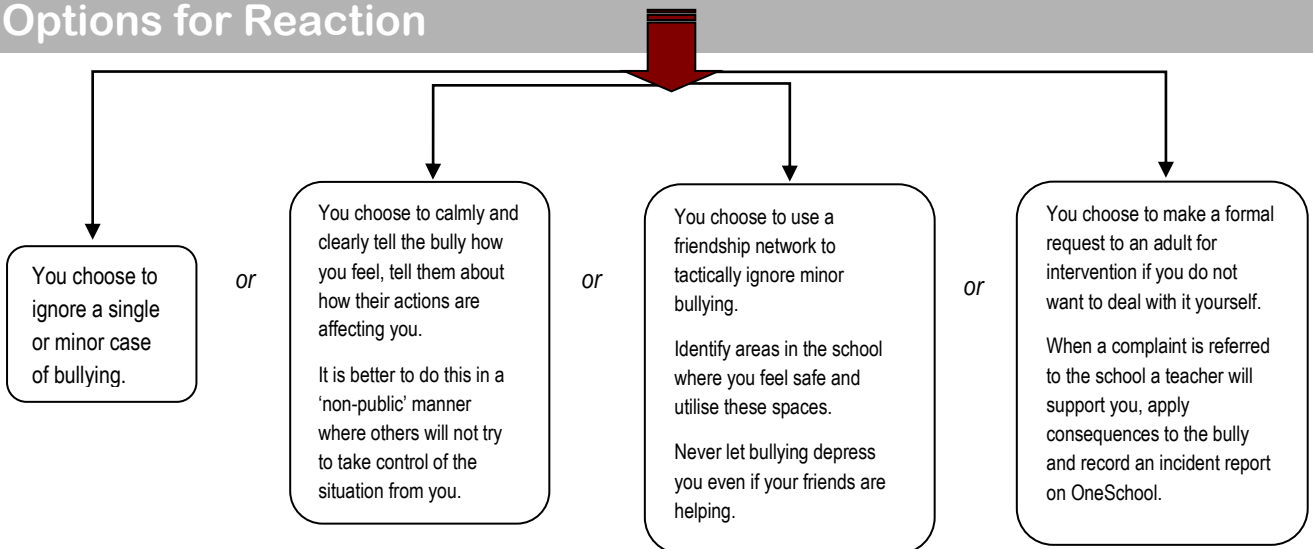 Options for Reaction
You choose to
ignore a single
or minor case
of bullying.
or
You choose to calmly and
clearly tell the bully how
you feel, tell them about
how their actions are
affecting you.
It is better to do this in a
‘non-public’ manner
where others will not try
to take control of the
situation from you.
or
You choose to use a
friendship network to
tactically ignore minor
bullying.
Identify areas in the school
where you feel safe and
utilise these spaces.
Never let bullying depress
you even if your friends are
helping.
or
You choose to make a formal
request to an adult for
intervention if you do not
want to deal with it yourself.
When a complaint is referred
to the school a teacher will
support you, apply
consequences to the bully
and record an incident report
on OneSchool.